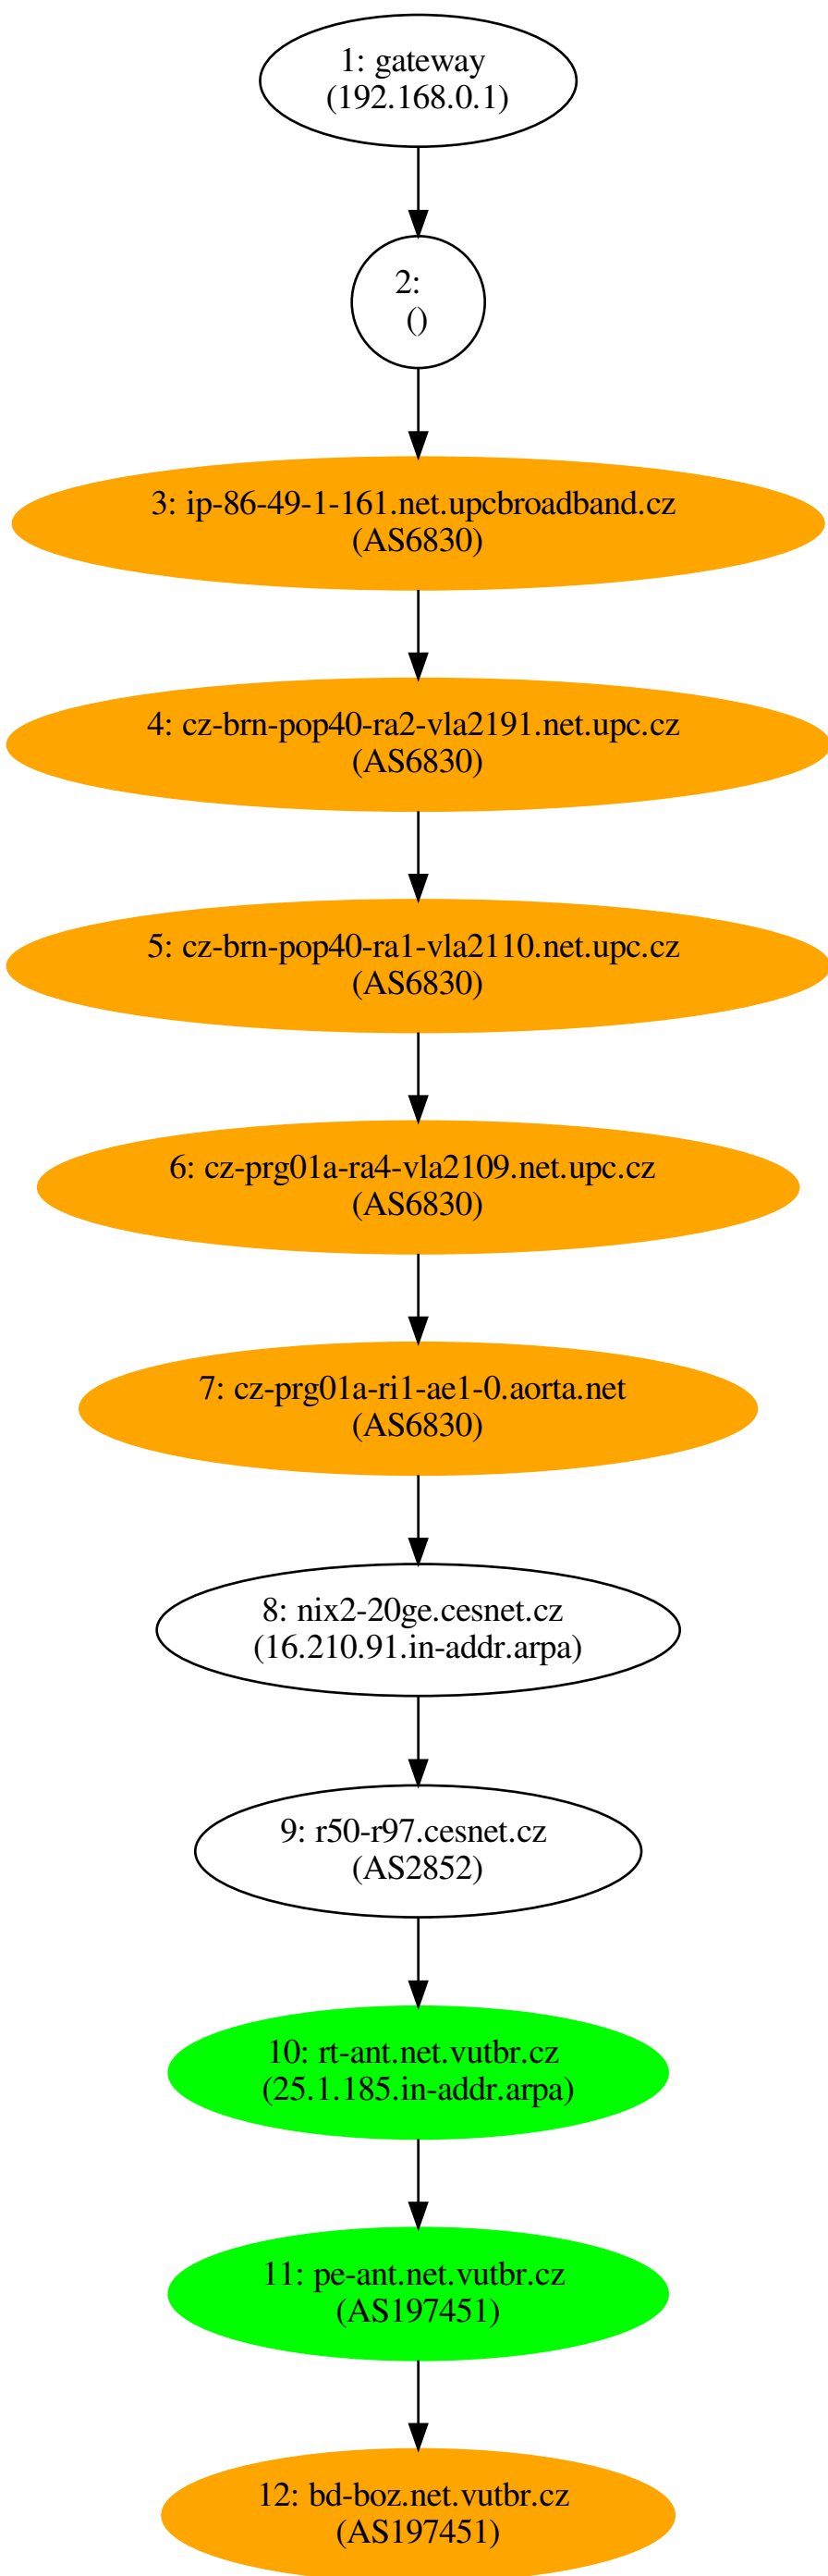 1: gateway
(192.168.0.1)
2:
()
3: ip-86-49-1-161.net.upcbroadband.cz
(AS6830)
4: cz-brn-pop40-ra2-vla2191.net.upc.cz
(AS6830)
5: cz-brn-pop40-ra1-vla2110.net.upc.cz
(AS6830)
6: cz-prg01a-ra4-vla2109.net.upc.cz
(AS6830)
7: cz-prg01a-ri1-ae1-0.aorta.net
(AS6830)
8: nix2-20ge.cesnet.cz
(16.210.91.in-addr.arpa)
9: r50-r97.cesnet.cz
(AS2852)
10: rt-ant.net.vutbr.cz
(25.1.185.in-addr.arpa)
11: pe-ant.net.vutbr.cz
(AS197451)
12: bd-boz.net.vutbr.cz
(AS197451)